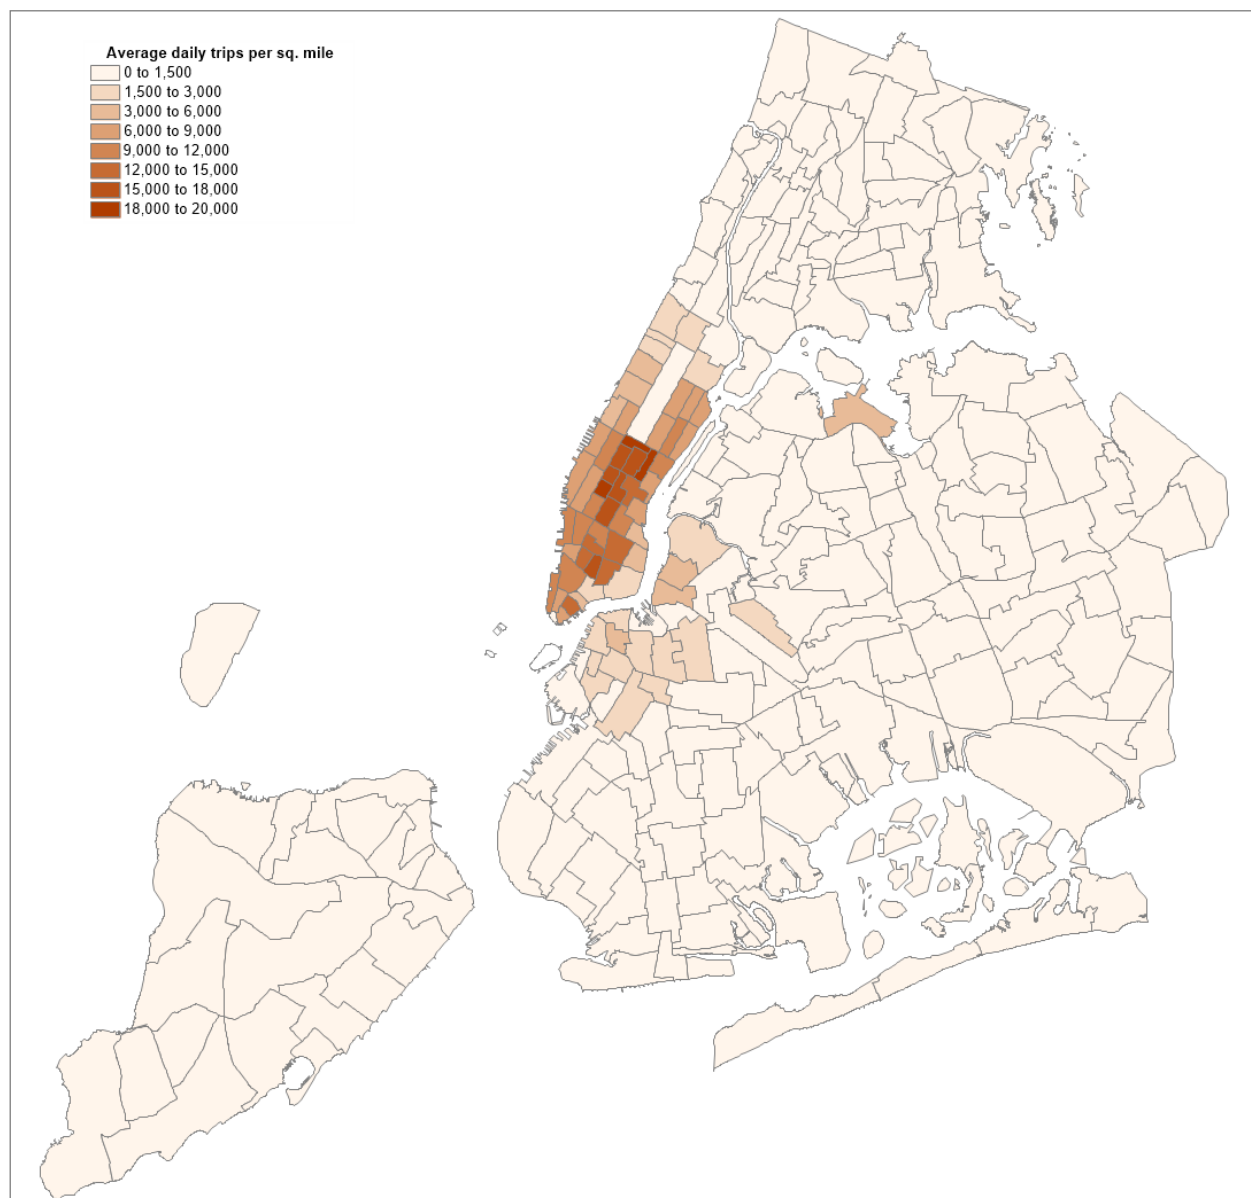 Average daily trips per sq. mile
0 to 1,500
1,500 to 3,000
3,000 to 6,000
6,000 to 9,000
9,000 to 12,000
12,000 to 15,000
15,000 to 18,000
18,000 to 20,000